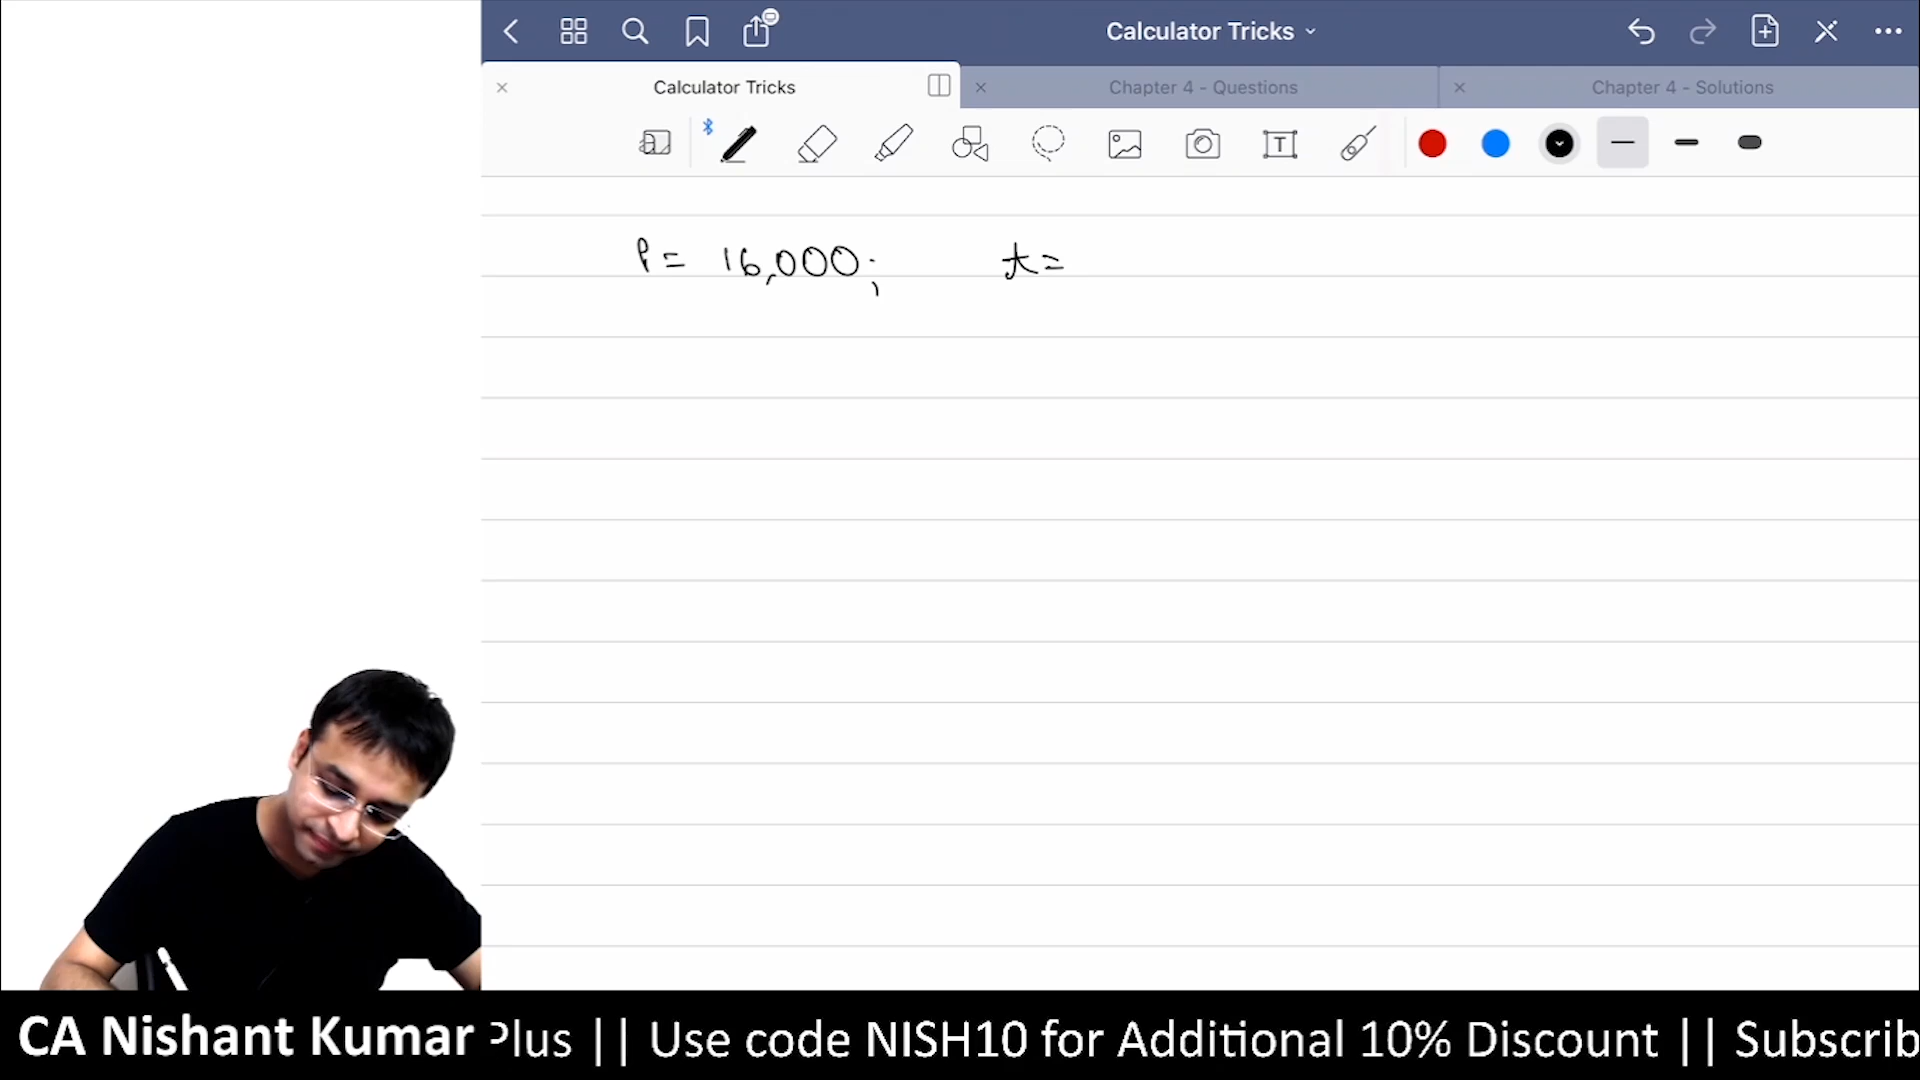 Calculator Tricks
Calculator Tricks
Chapter 4 - Questions
Chapter 4 - Solutions
a
T
P = 16,000; t =
CA Nishant Kumar Plus || Use code NISH10 for Additional 10% Discount || Subscrib